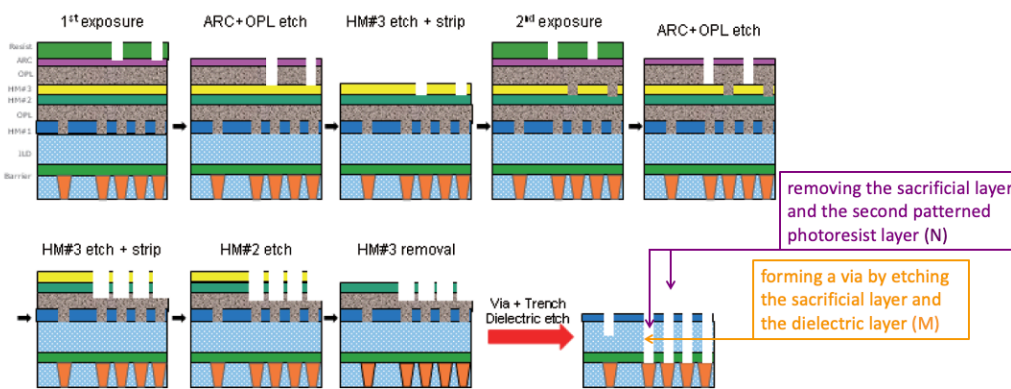 1st exposure
ARC+OPL etch
HM#3 etch + strip
2nd exposure
ARC+OPL etch
Resist
ARC
OPL
HM#3
HM#2
OPL
HM#1
ILD
Barrier
removing the sacrificial layer
and the second patterned
photoresist layer (N)
HM#3 etch + strip
HM#2 etch
HM#3 removal
Via + Trench
Dielectric etch
forming a via by etching
the sacrificial layer and
the dielectric layer (M)